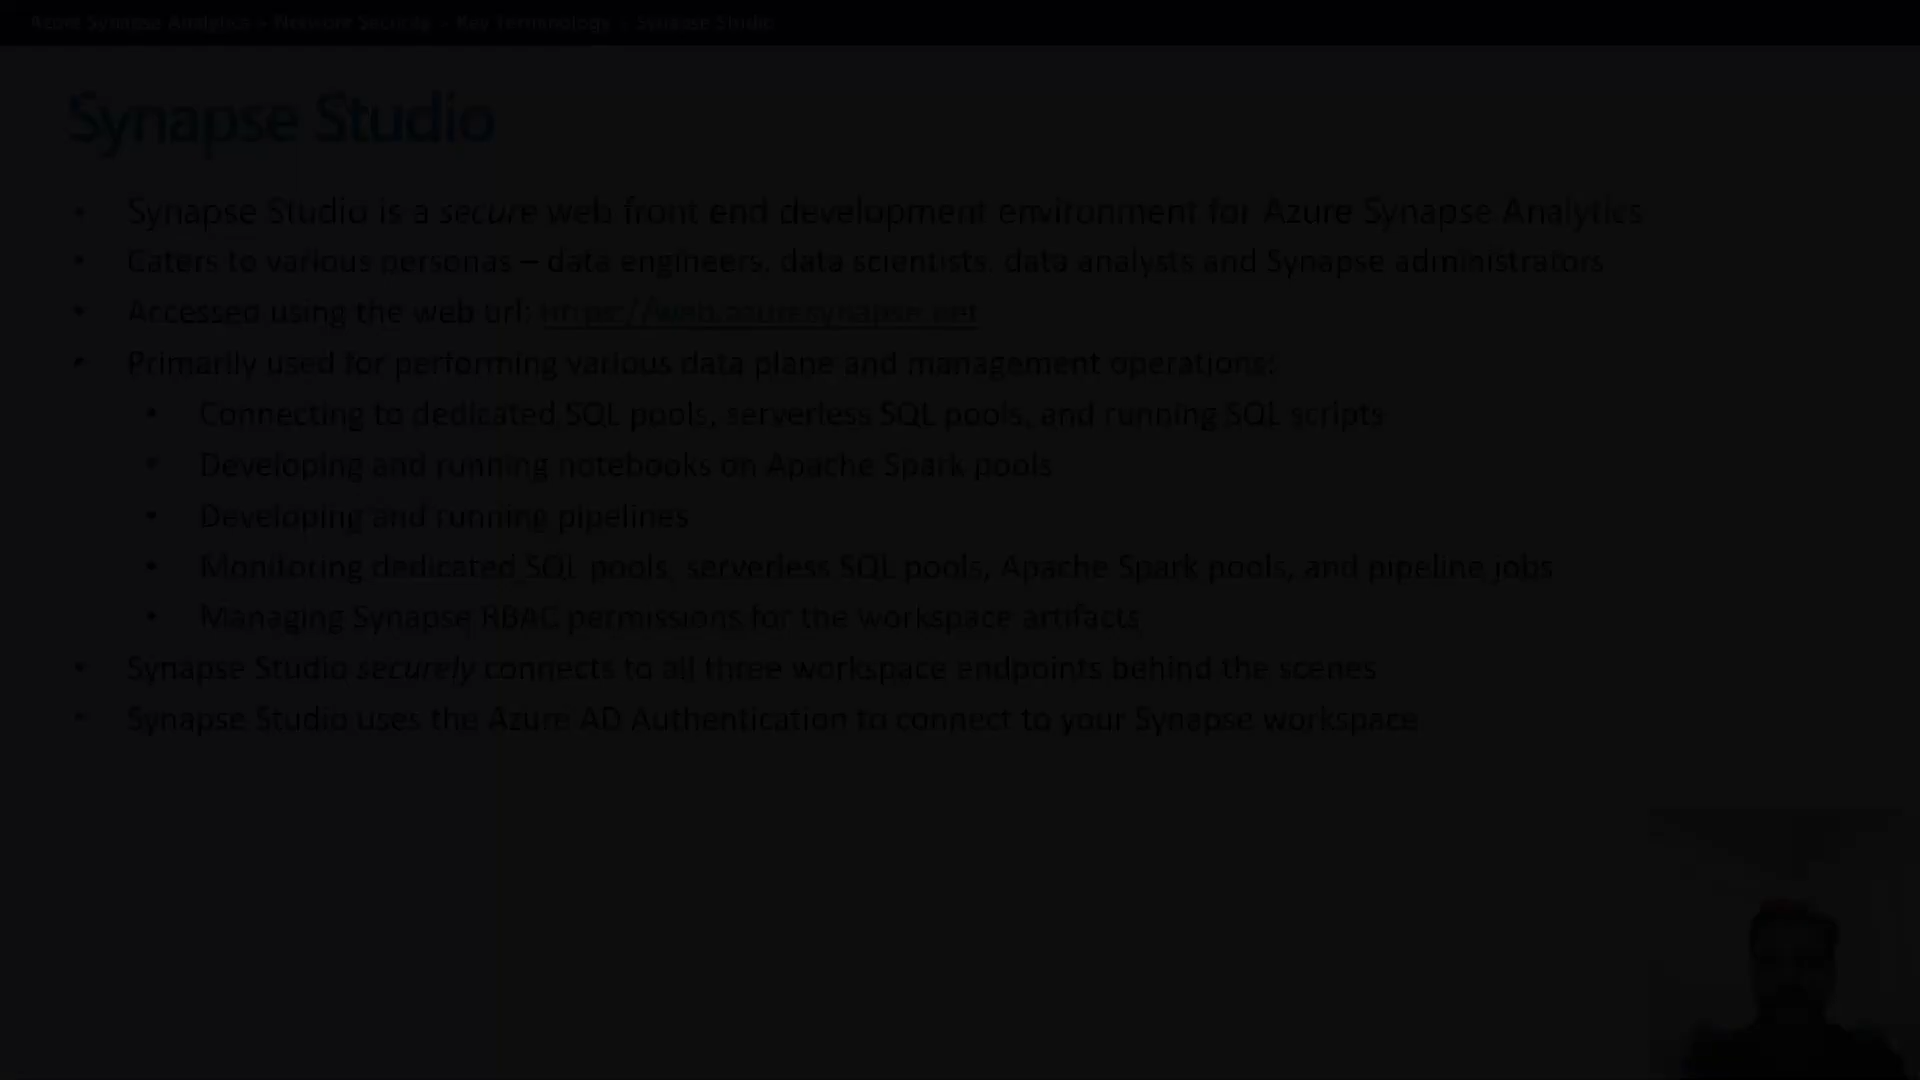 Azure Synapse Analytics > Network Security > Key Terminology > Synapse Studio
Synapse Studio
• Synapse Studio is a secure web front end development environment for Azure Synapse Analytics
• Caters to various personas – data engineers, data scientists, data analysts and Synapse administrators
• Accessed using the web url: https://web.azuresynapse.net
• Primarily used for performing various data plane and management operations:
• Connecting to dedicated SQL pools, serverless SQL pools, and running SQL scripts
• Developing and running notebooks on Apache Spark pools
• Developing and running pipelines
• Monitoring dedicated SQL pools, serverless SQL pools, Apache Spark pools, and pipeline jobs
• Managing Synapse RBAC permissions for the workspace artifacts
• Synapse Studio securely connects to all three workspace endpoints behind the scenes
• Synapse Studio uses the Azure AD Authentication to connect to your Synapse workspace